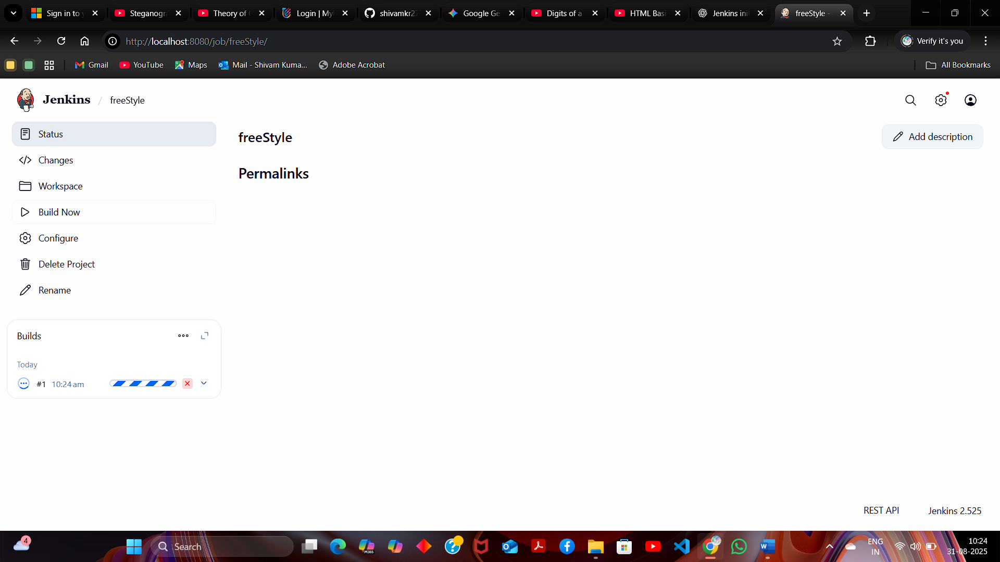 Sign in to y
Steganogra
Theory of C
Login | My
shivamkr27
Google Ge
Digits of a
HTML Basi
Jenkins ini
freeStyle -
http://localhost:8080/job/freeStyle/
Verify it's you
Gmail
YouTube
Maps
Mail - Shivam Kuma...
Adobe Acrobat
All Bookmarks
Jenkins / freeStyle
Status
Changes
Workspace
Build Now
Configure
Delete Project
Rename
freeStyle
Add description
Permalinks
Builds
Today
#1 10:24 am
REST API
Jenkins 2.525
4
Search
M365
ENG
IN
10:24
31-08-2025